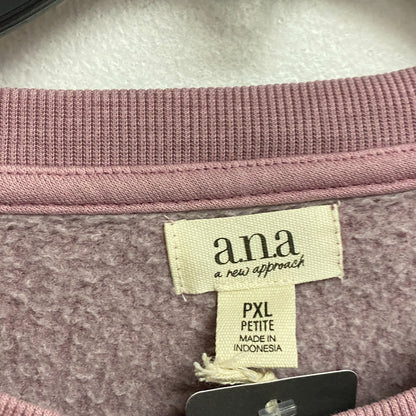 a.n.a
a new approach
PXL
PETITE
MADE IN
INDONESIA